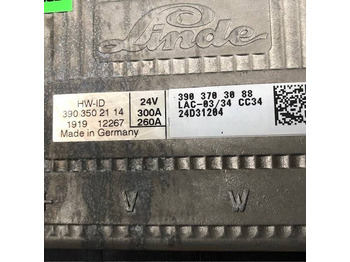 Linde
HW-ID
390 350 21 14
1919 12267
Made in Germany
24V
300A
260A
390 370 30 88
LAC-03/34 CC34
24D31204
+ V W